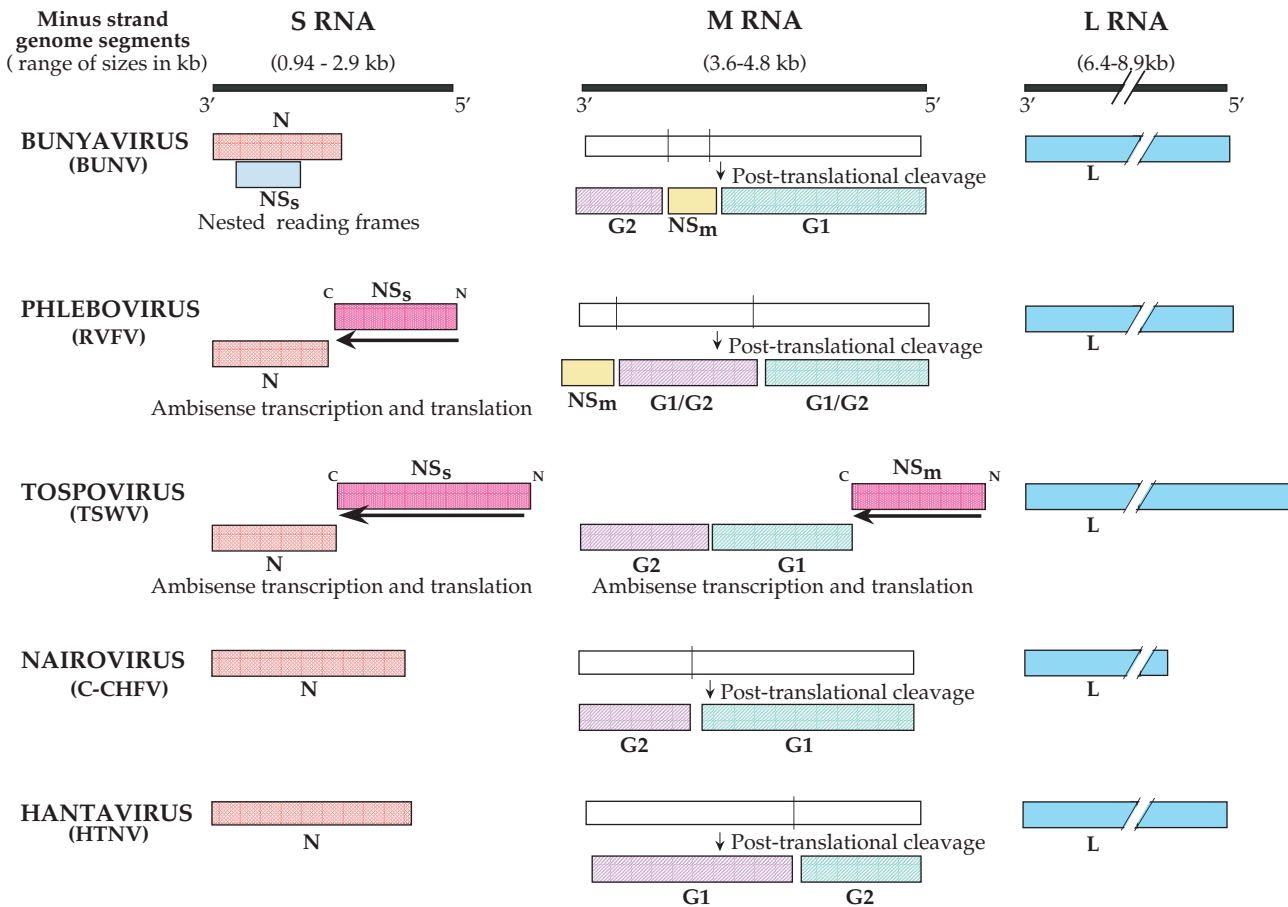 Minus strand
genome segments
( range of sizes in kb)
S RNA
(0.94 - 2.9 kb)
M RNA
(3.6-4.8 kb)
L RNA
(6.4-8.9kb)
3′ 5′
3′ 5′
3′ 5′
BUNYAVIRUS
(BUNV)
N
NSs
Nested reading frames
Post-translational cleavage
G2 NSm G1
L
PHLEBOVIRUS
(RVFV)
C NSs N
N
Ambisense transcription and translation
Post-translational cleavage
NSm G1/G2 G1/G2
L
TOSPOVIRUS
(TSWV)
C NSs N
N
Ambisense transcription and translation
C NSm N
G2 G1
Ambisense transcription and translation
L
NAIROVIRUS
(C-CHFV)
N
Post-translational cleavage
G2 G1
L
HANTAVIRUS
(HTNV)
N
Post-translational cleavage
G1 G2
L